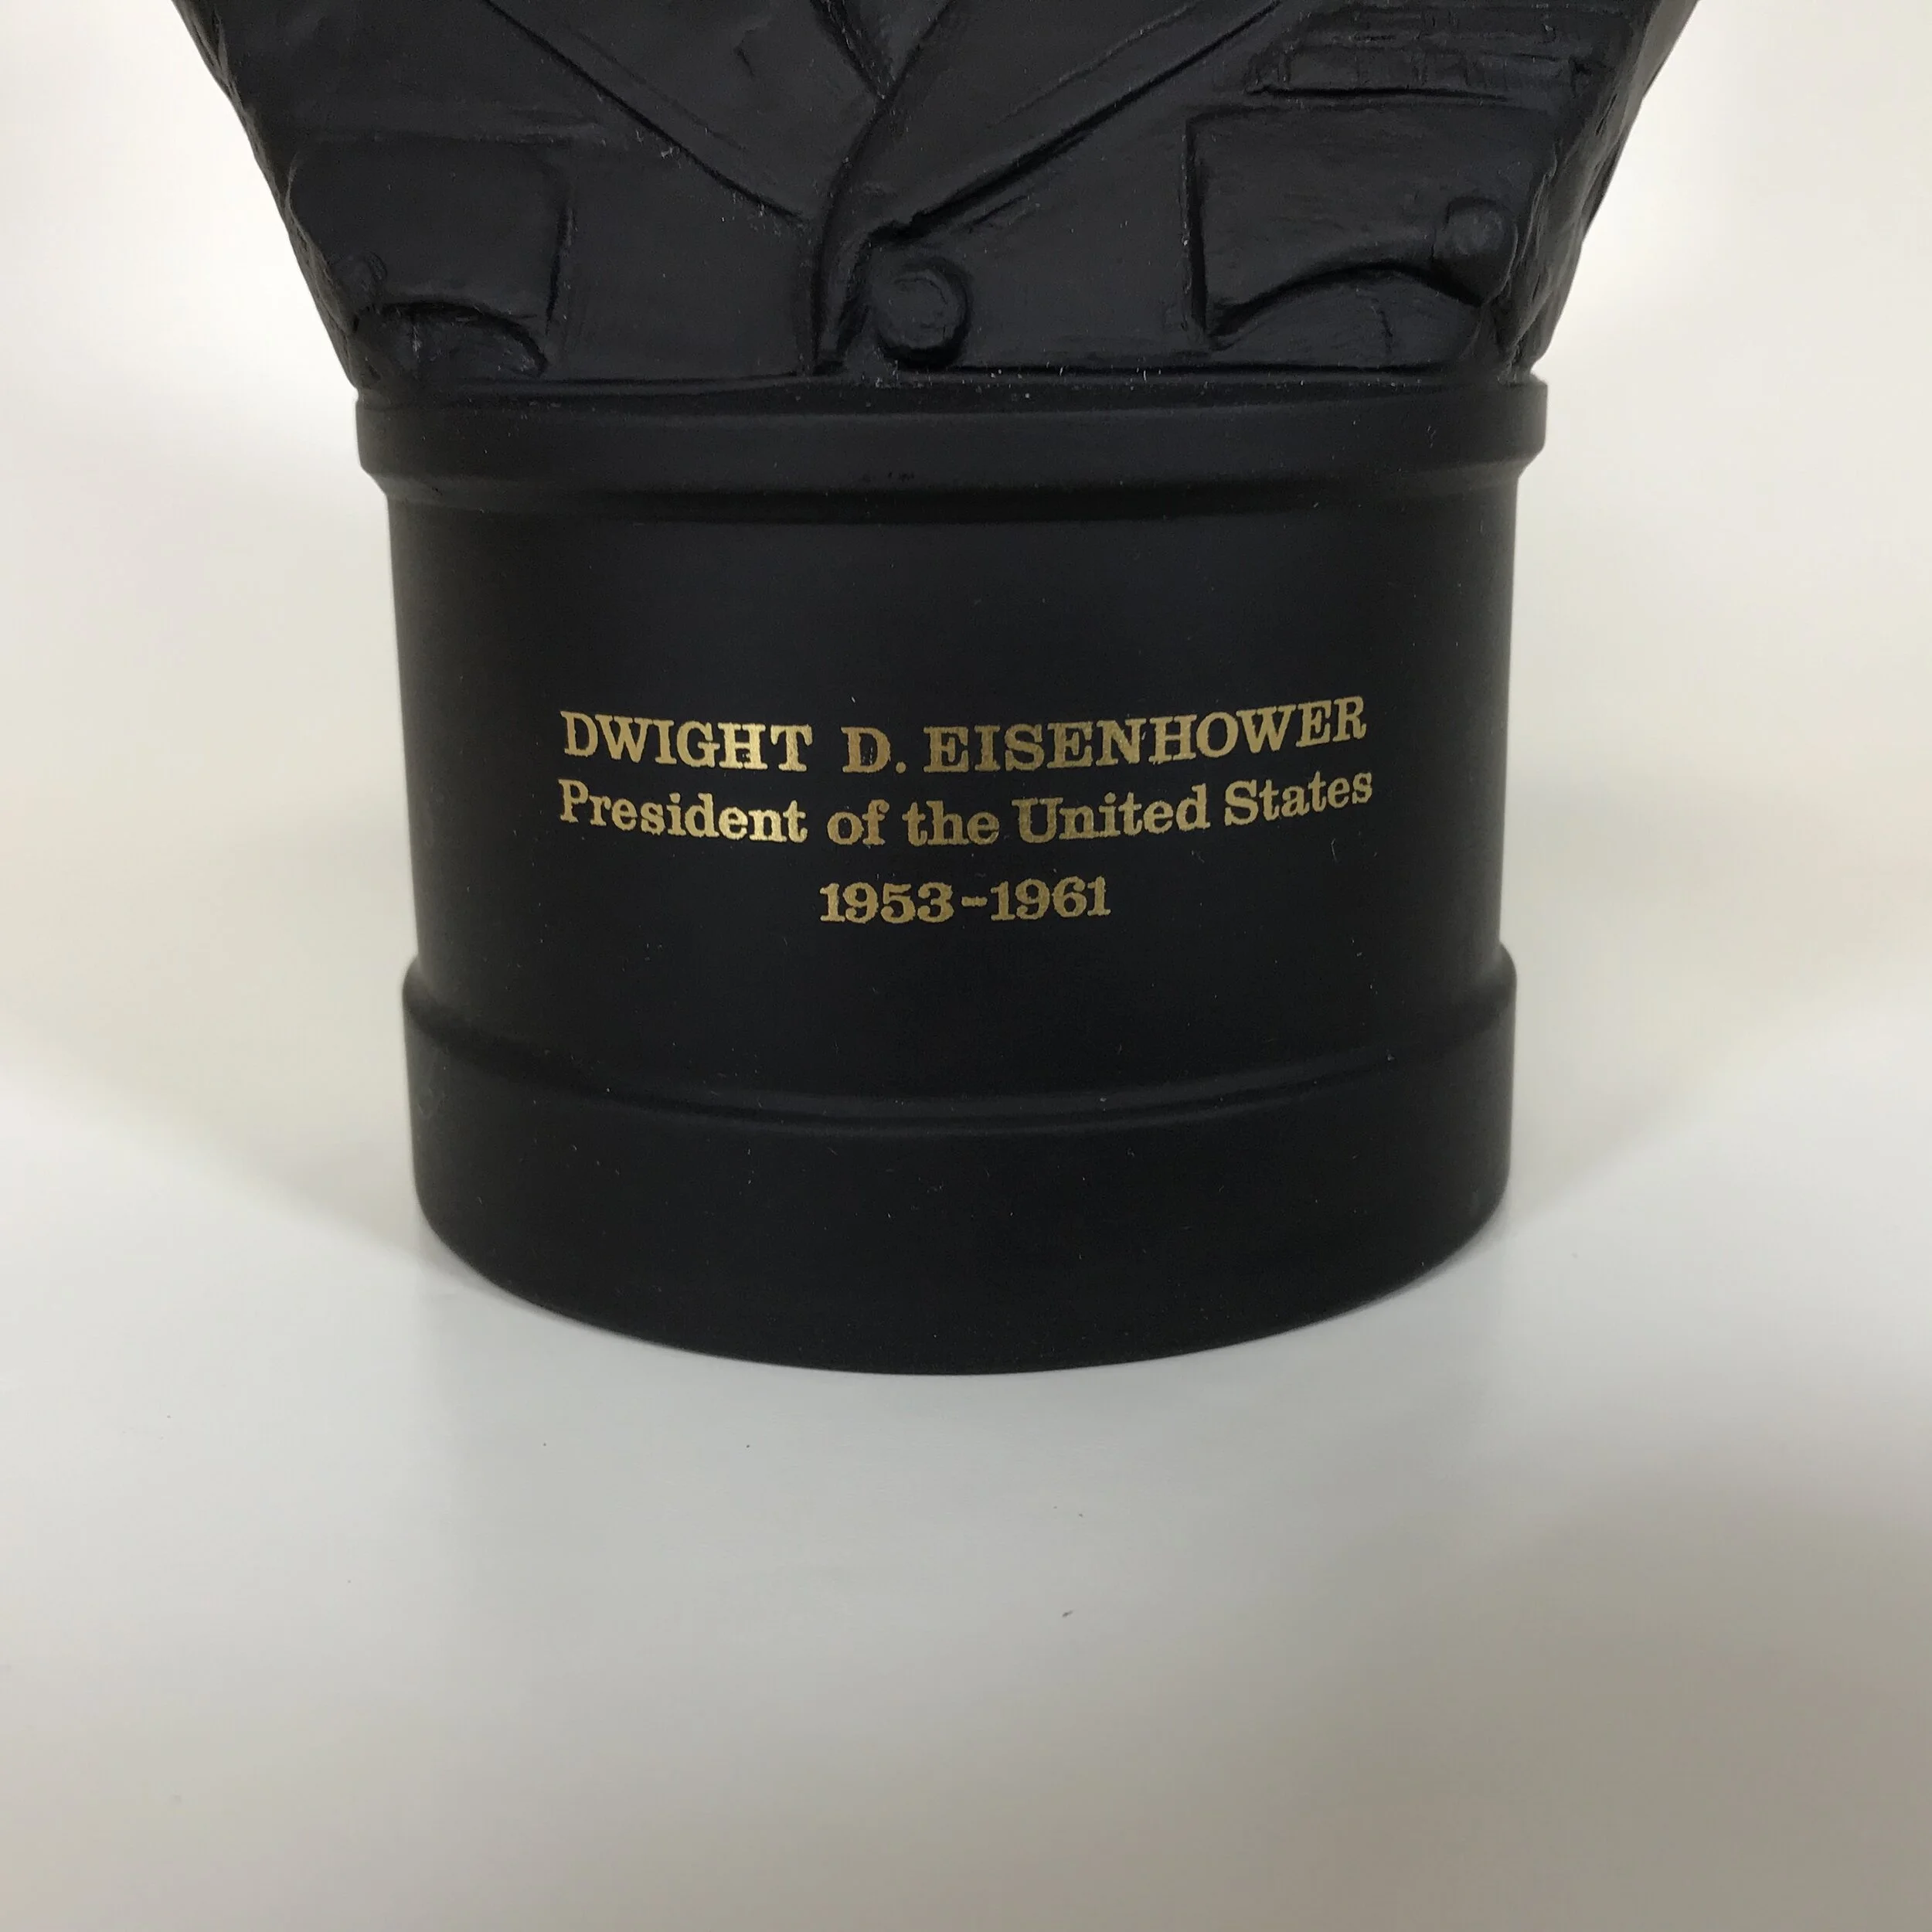 DWIGHT D. EISENHOWER
President of the United States
1953-1961